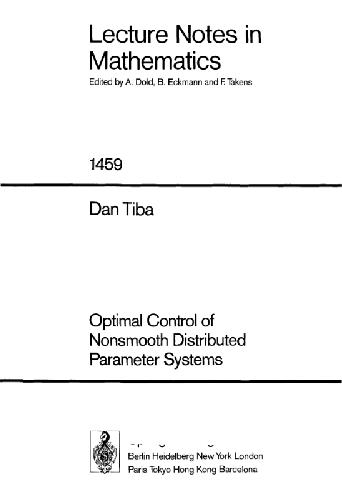 Lecture Notes in
Mathematics
Edited by A. Dold, B. Eckmann and F. Takens
1459
Dan Tiba
Optimal Control of
Nonsmooth Distributed
Parameter Systems
Berlin Heidelberg New York London
Paris Tokyo Hong Kong Barcelona